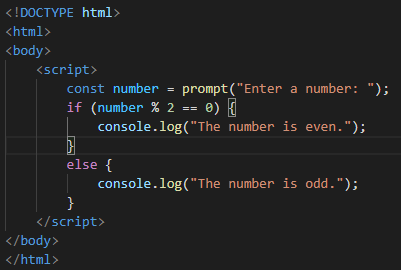 <!DOCTYPE html>
<html>
<body>
    <script>
        const number = prompt("Enter a number: ");
        if (number % 2 == 0) {
            console.log("The number is even.");
        }
        else {
            console.log("The number is odd.");
        }
    </script>
</body>
</html>